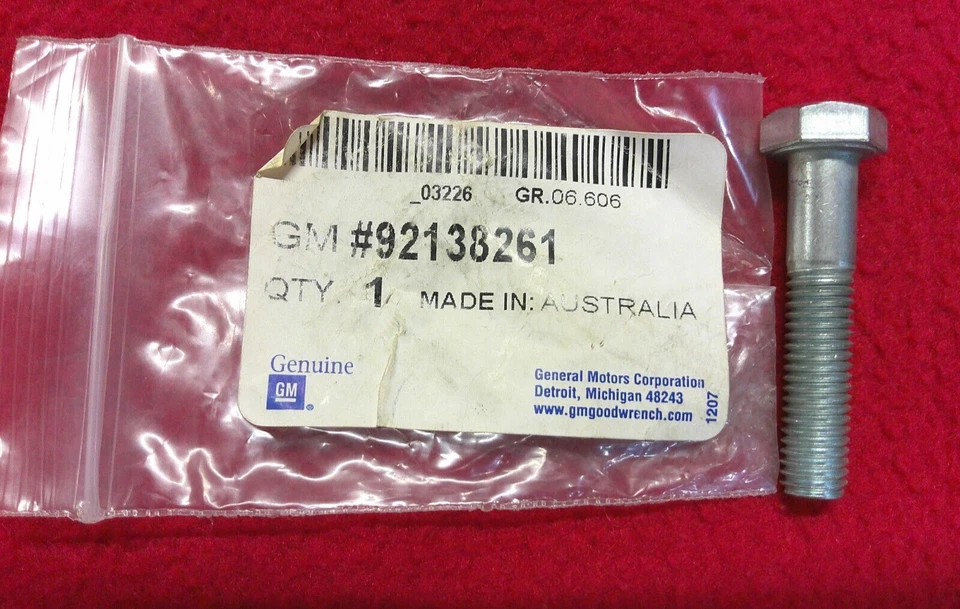 _03226 GR.06.606
GM #92138261
QTY. 1 MADE IN: AUSTRALIA
Genuine
GM
General Motors Corporation
Detroit, Michigan 48243
www.gmgoodwrench.com
1207